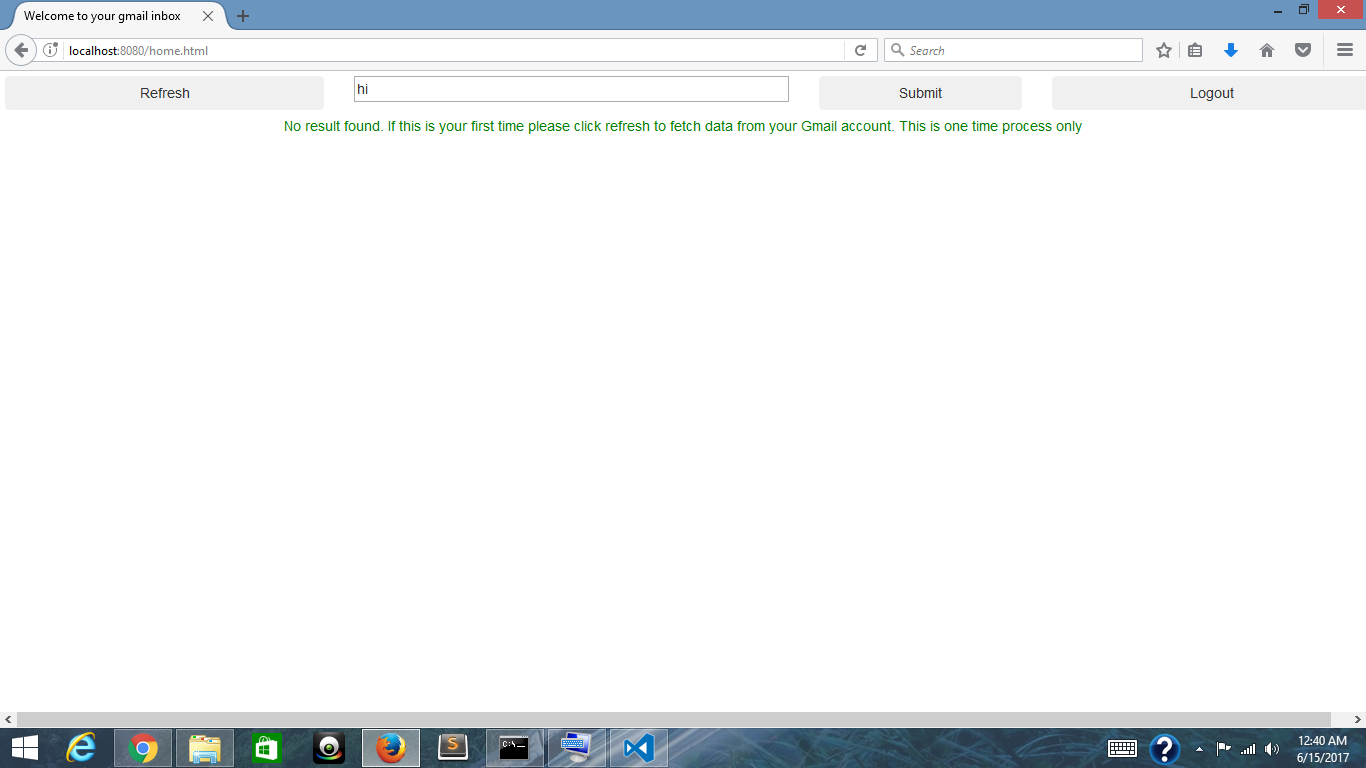 Welcome to your gmail inbox
localhost:8080/home.html
Search
Refresh
hi
Submit
Logout
No result found. If this is your first time please click refresh to fetch data from your Gmail account. This is one time process only
C:\_
12:40 AM
6/15/2017